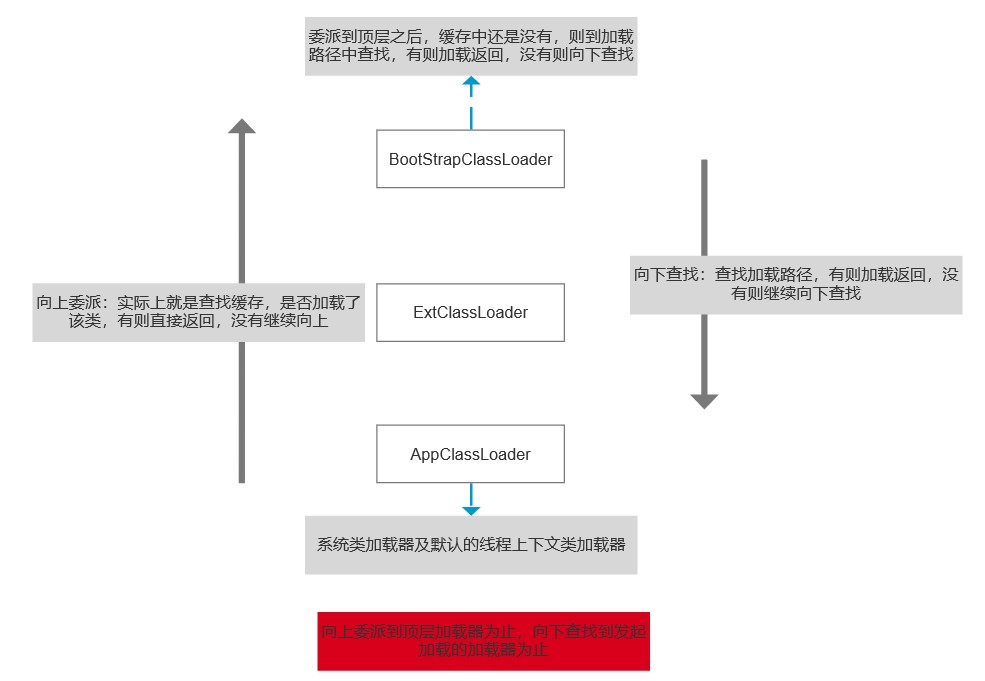 委派到顶层之后，缓存中还是没有，则到加载
路径中查找，有则加载返回，没有则向下查找
BootStrapClassLoader
向下查找：查找加载路径，有则加载返回，没
有则继续向下查找
向上委派：实际上就是查找缓存，是否加载了
该类，有则直接返回，没有继续向上
ExtClassLoader
AppClassLoader
系统类加载器及默认的线程上下文类加载器
向上委派到顶层加载器为止，向下查找到发起
加载的加载器为止